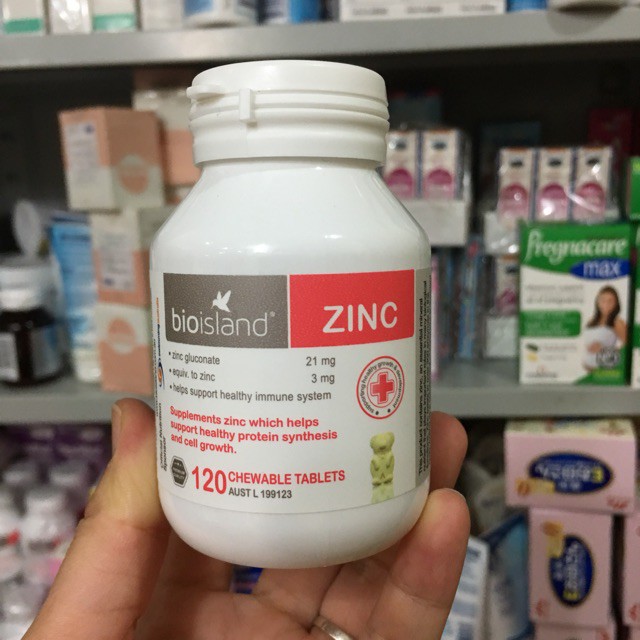 bioisland®
ZINC
• zinc gluconate 21 mg
• equiv. to zinc 3 mg
• helps support healthy immune system
Supplements zinc which helps
support healthy protein synthesis
and cell growth.
120 CHEWABLE TABLETS
AUST L 199123
Pregnacare
max